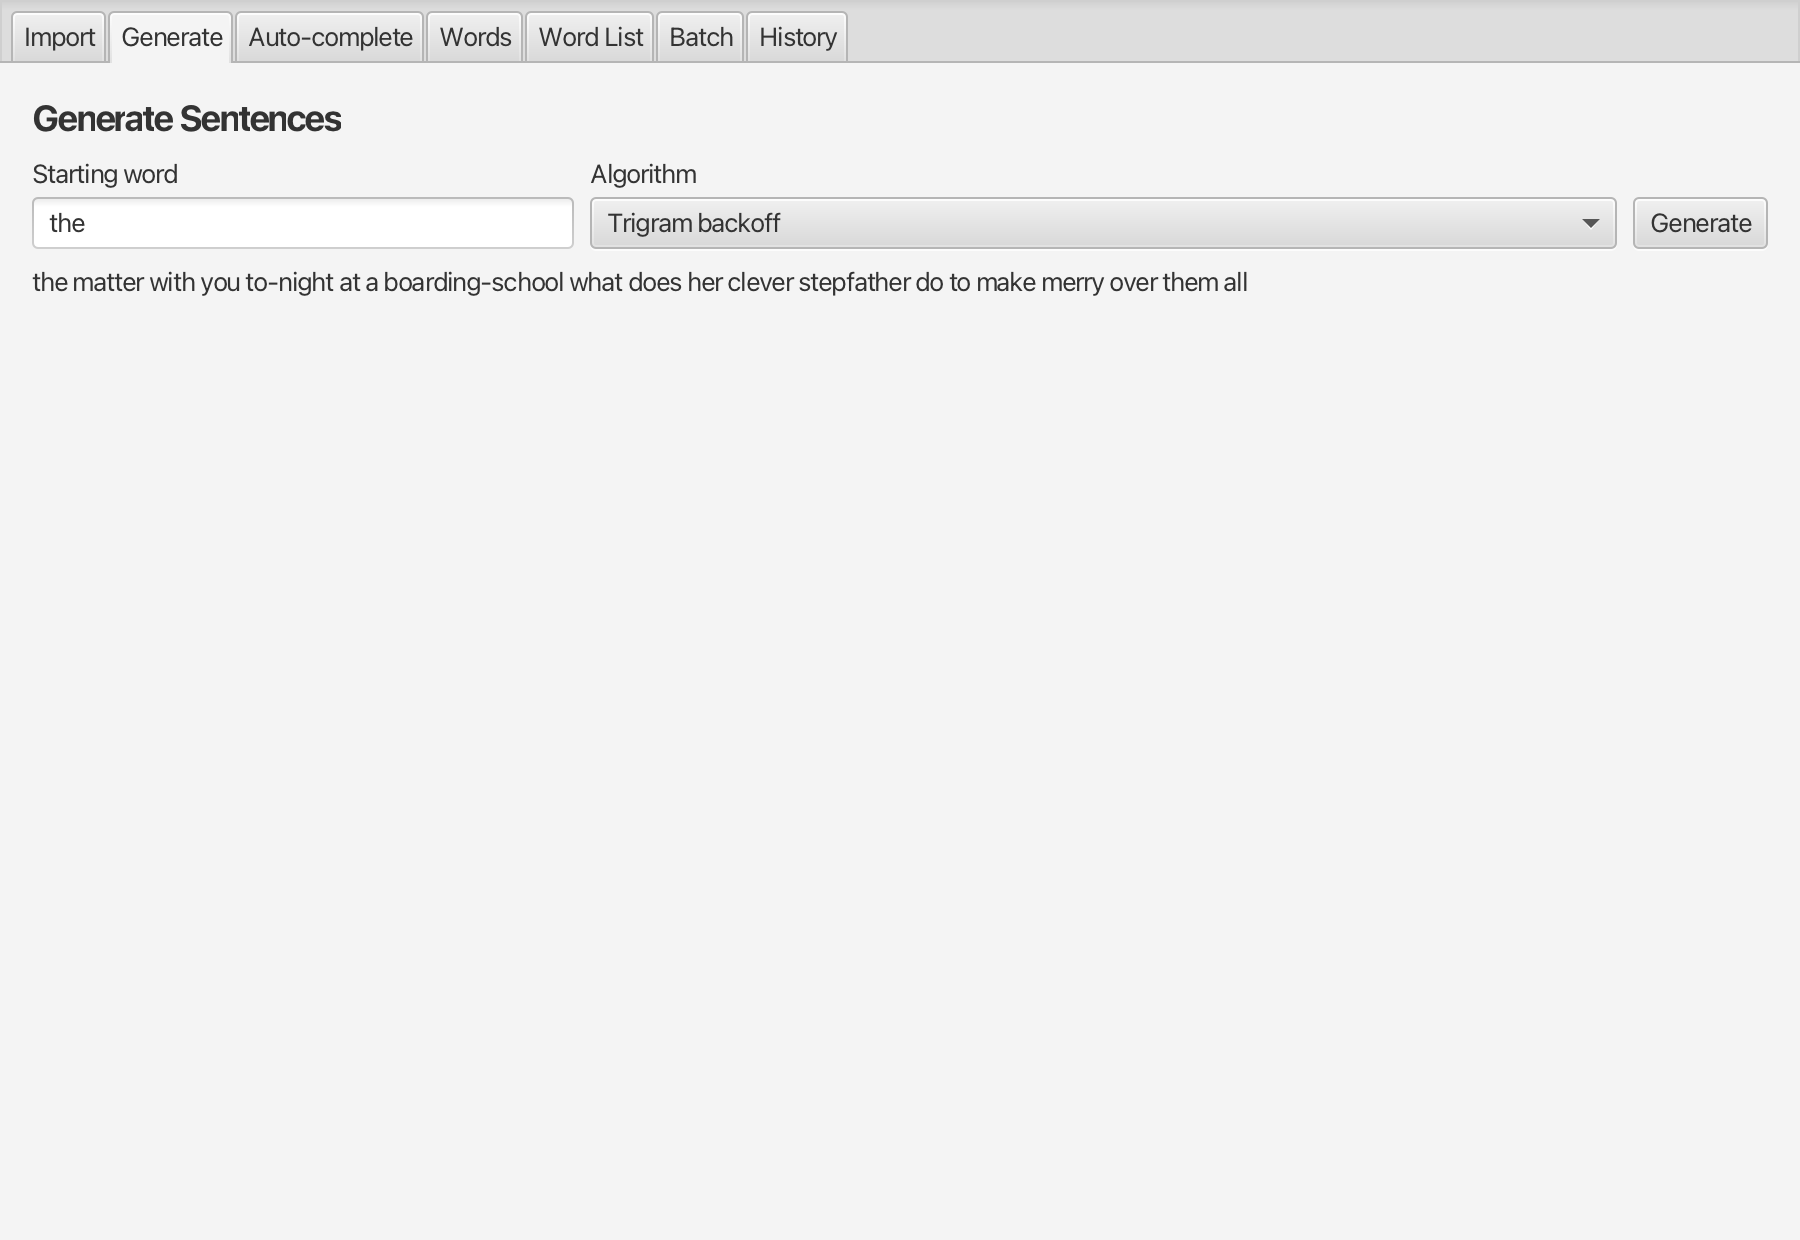 Import Generate Auto-complete Words Word List Batch History
Generate Sentences
Starting word Algorithm
the Trigram backoff Generate
the matter with you to-night at a boarding-school what does her clever stepfather do to make merry over them all